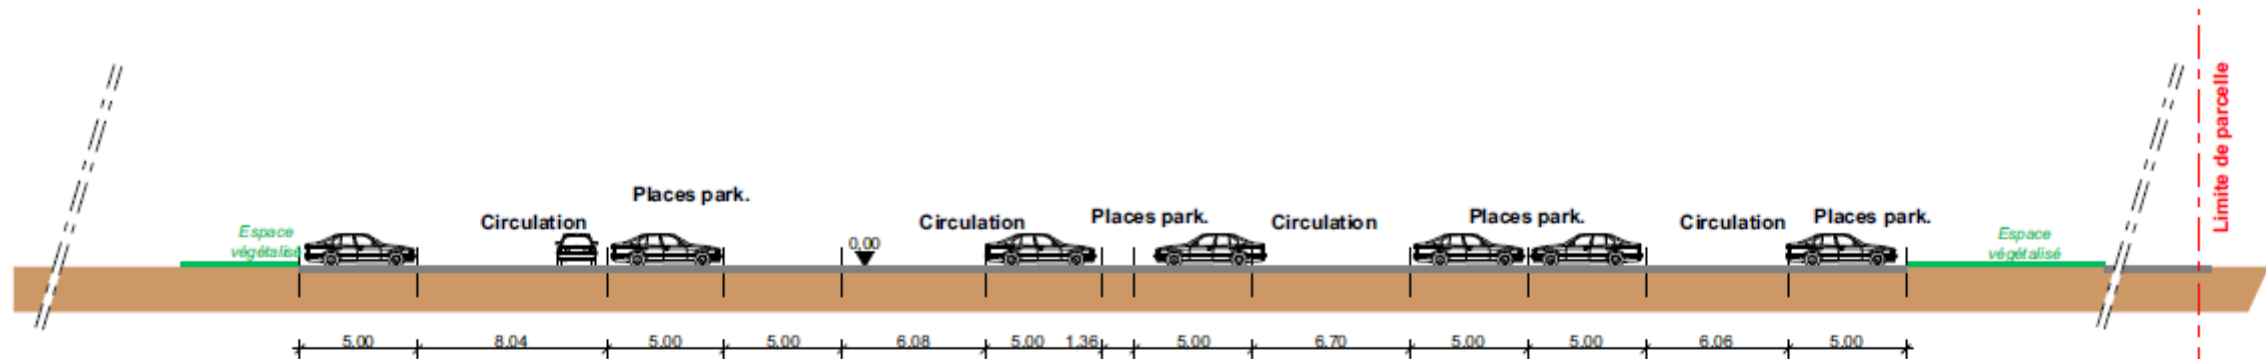 Limite de parcelle
Places park.
Circulation
Circulation
Places park.
Circulation
Places park.
Circulation
Places park.
Espace
végétalisé
0.00
Espace
végétalisé
5.00 8.04 5.00 5.00 6.08 5.00 1.36 5.00 6.70 5.00 5.00 6.06 5.00